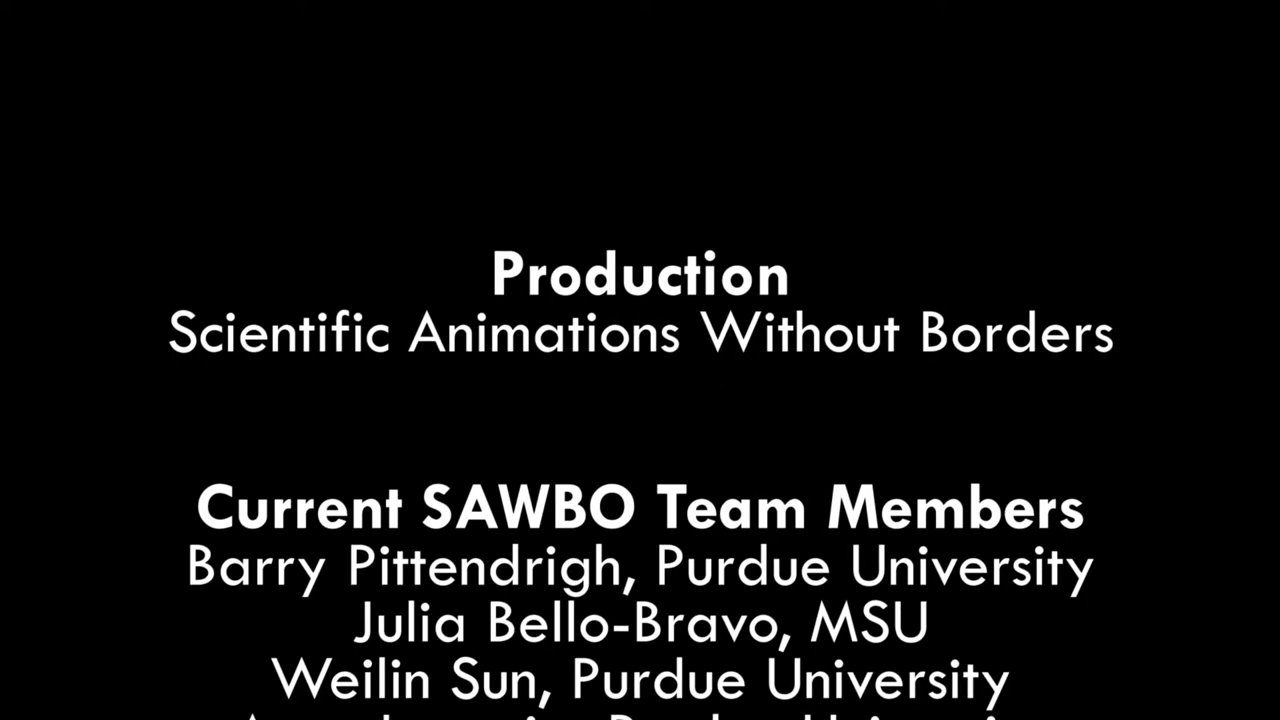 Production
Scientific Animations Without Borders
Current SAWBO Team Members
Barry Pittendrigh, Purdue University
Julia Bello-Bravo, MSU
Weilin Sun, Purdue University